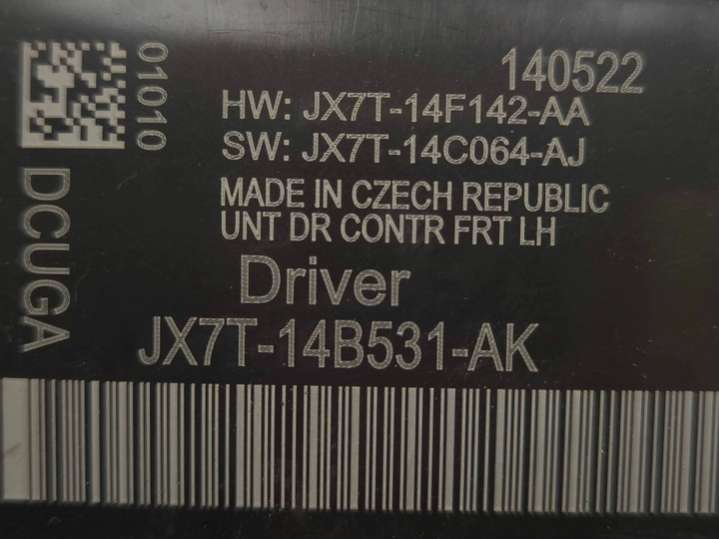 140522
01010
HW: JX7T-14F142-AA
SW: JX7T-14C064-AJ
MADE IN CZECH REPUBLIC
UNT DR CONTR FRT LH
DCUGA
Driver
JX7T-14B531-AK